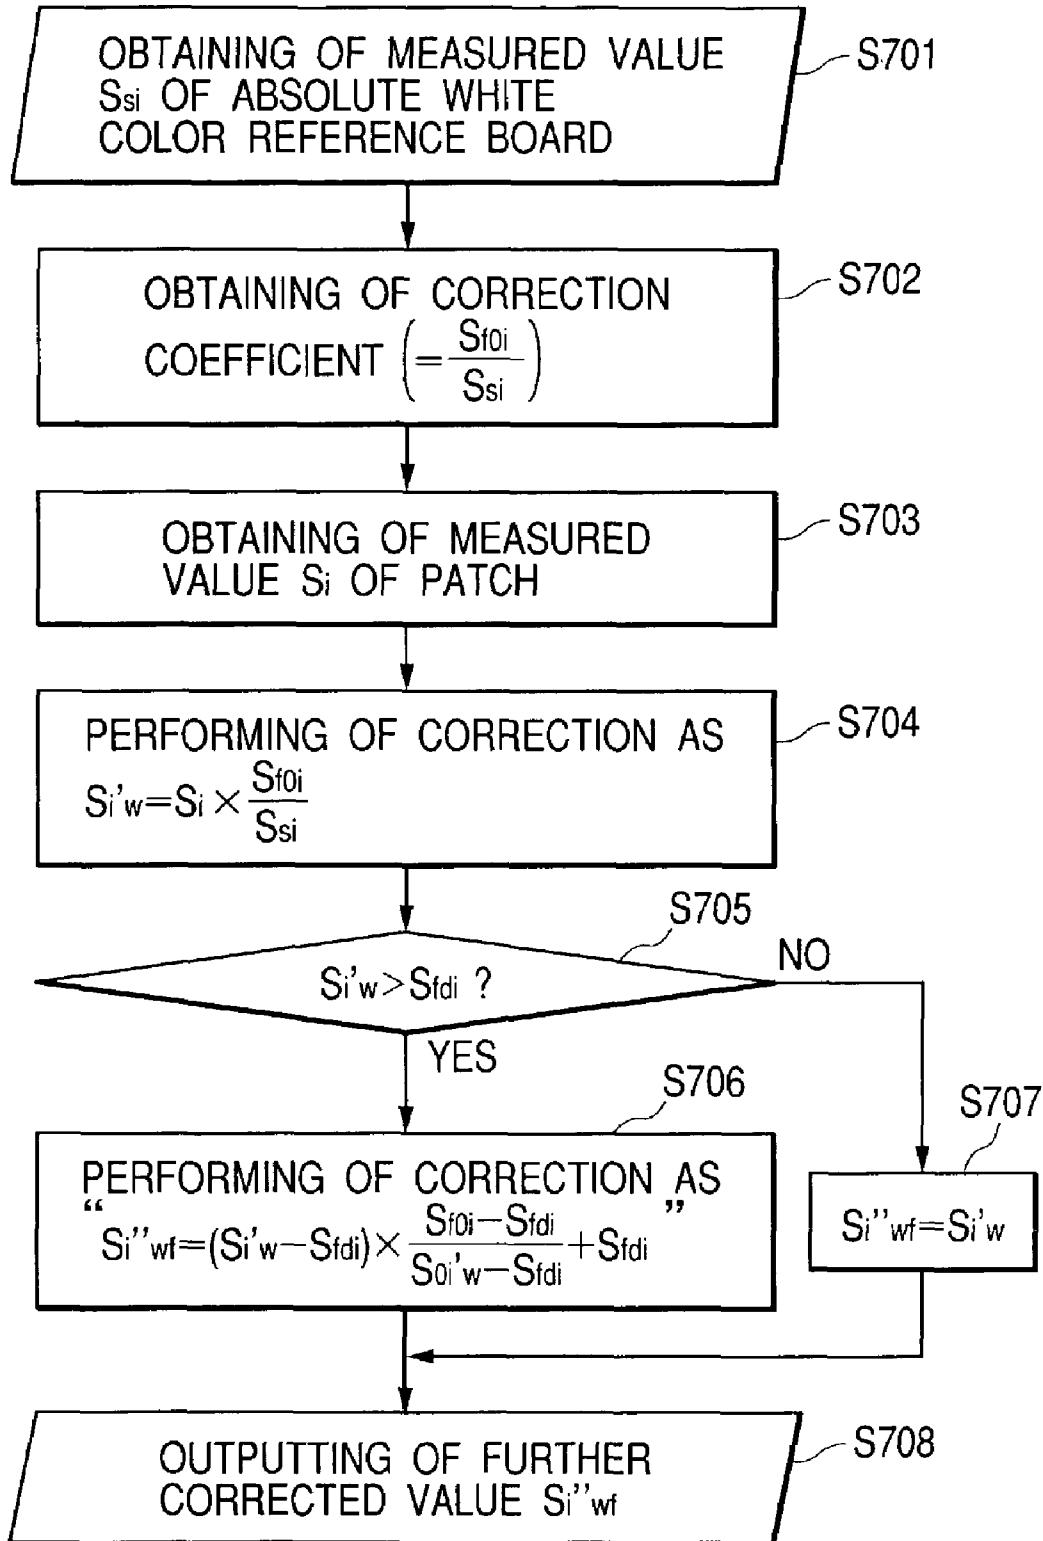 OBTAINING OF MEASURED VALUE
Ssi OF ABSOLUTE WHITE
COLOR REFERENCE BOARD
S701
OBTAINING OF CORRECTION
COEFFICIENT (= Sf0i / Ssi)
S702
OBTAINING OF MEASURED
VALUE Si OF PATCH
S703
PERFORMING OF CORRECTION AS
Si'w=Si × Sf0i / Ssi
S704
S705
Si'w>Sfdi ?
NO
YES
S706
PERFORMING OF CORRECTION AS
“Si''wf=(Si'w−Sfdi)× Sf0i−Sfdi / S0i'w−Sfdi +Sfdi”
S707
Si''wf=Si'w
OUTPUTTING OF FURTHER
CORRECTED VALUE Si''wf
S708